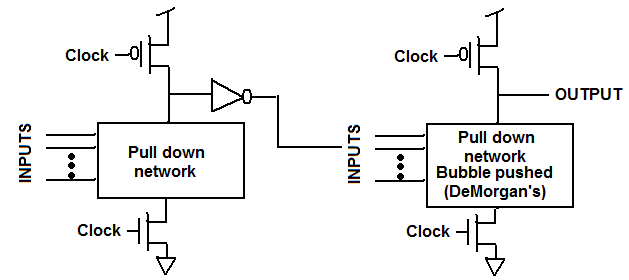 Clock
Clock
OUTPUT
INPUTS
Pull down
network
INPUTS
Pull down
network
Bubble pushed
(DeMorgan's)
Clock
Clock